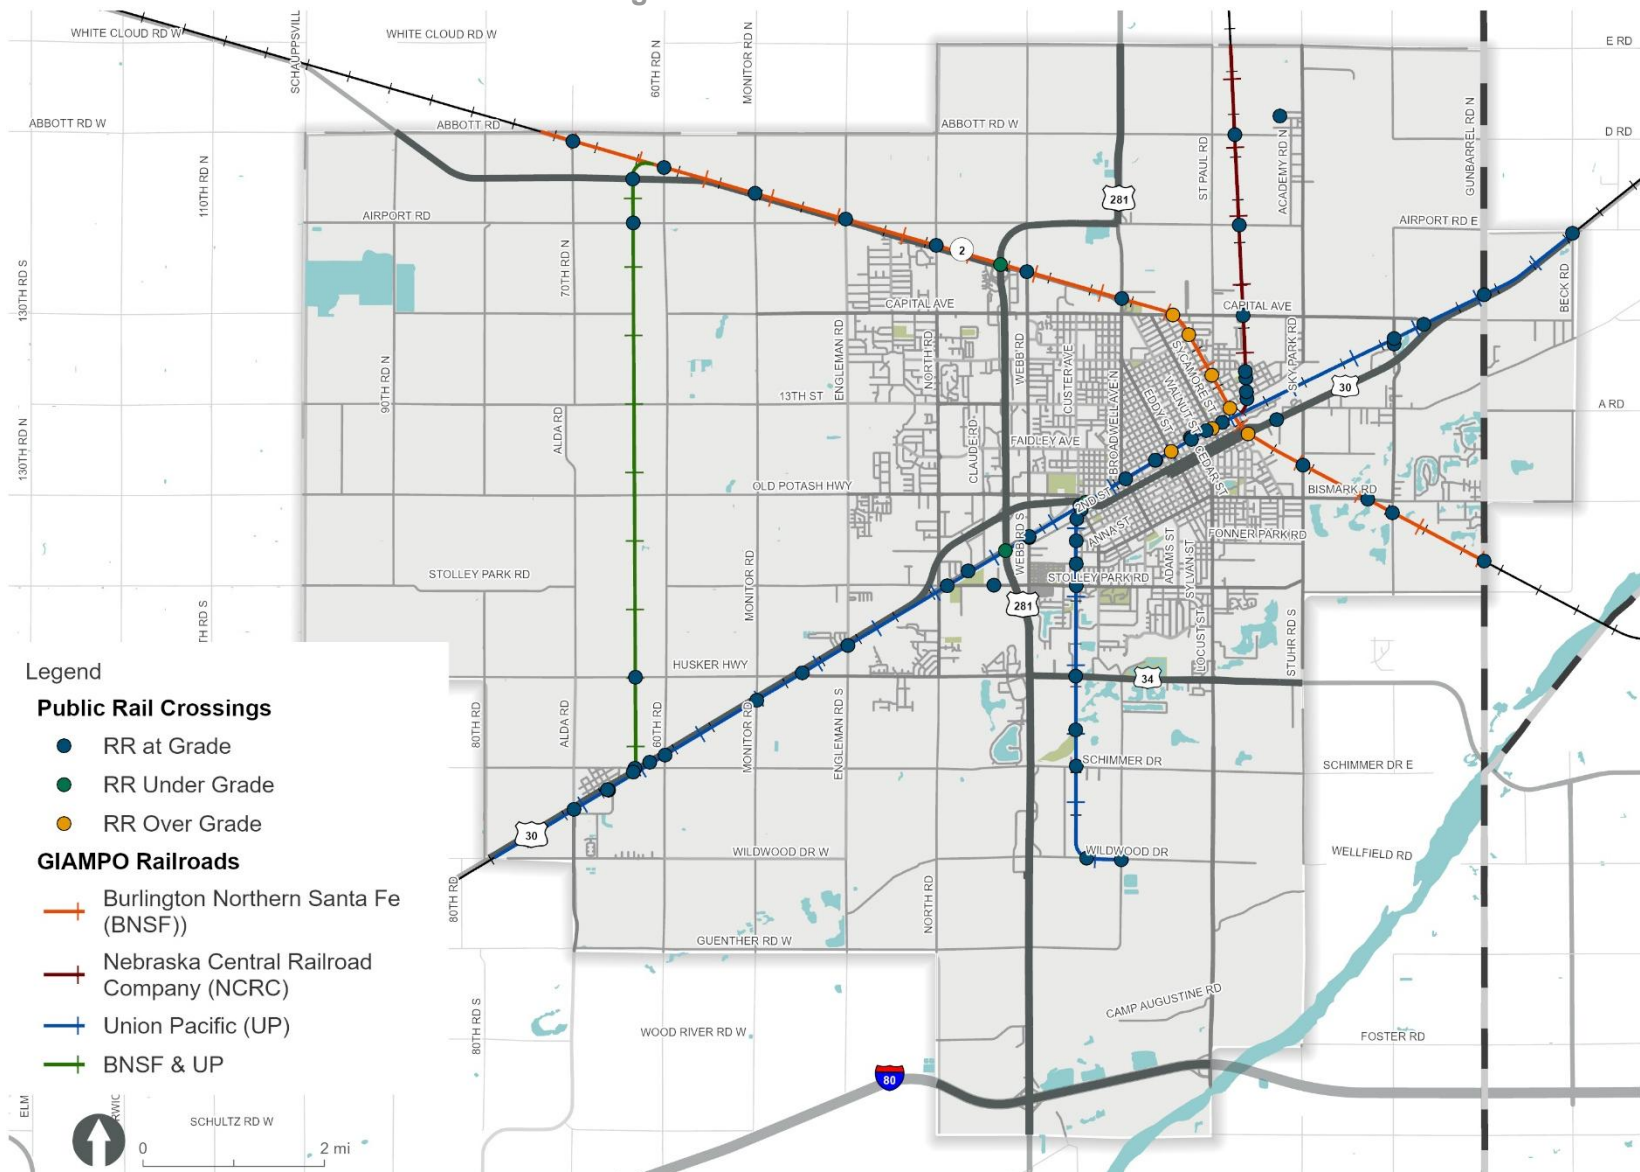 g
WHITE CLOUD RD W
WHITE CLOUD RD W
SCHAUPPSVILL
60TH RD N
MONITOR RD N
E RD
ABBOTT RD W
ABBOTT RD
ABBOTT RD W
D RD
110TH RD N
ST PAUL RD
ACADEMY RD N
GUNBARREL RD N
281
AIRPORT RD
AIRPORT RD E
2
130TH RD S
70TH RD N
BECK RD
CAPITAL AVE
CAPITAL AVE
ENGLEMAN RD
NORTH RD
WEBB RD
CUSTER AVE
SYCAMORE ST
SKY PARK RD
90TH RD N
13TH ST
BROADWELL AVE N
EDDY ST
WALNUT ST
30
A RD
130TH RD N
ALDA RD
CLAUDE RD
FAIDLEY AVE
CEDAR ST
OLD POTASH HWY
2ND ST
BISMARK RD
WEBB RD S
ANNA ST
ADAMS ST
SYLVAN ST
FONNER PARK RD
STOLLEY PARK RD
STOLLEY PARK RD
MONITOR RD
281
TH RD S
LOCUST ST
STUHR RD S
HUSKER HWY
34
80TH RD
ALDA RD
60TH RD
MONITOR RD
ENGLEMAN RD S
SCHIMMER DR
SCHIMMER DR E
30
WILDWOOD DR W
WILDWOOD DR
WELLFIELD RD
80TH RD
NORTH RD
GUENTHER RD W
80TH RD S
CAMP AUGUSTINE RD
WOOD RIVER RD W
FOSTER RD
80
Legend
Public Rail Crossings
RR at Grade
RR Under Grade
RR Over Grade
GIAMPO Railroads
Burlington Northern Santa Fe
(BNSF))
Nebraska Central Railroad
Company (NCRC)
Union Pacific (UP)
BNSF & UP
ELM
RWIC
SCHULTZ RD W
0
2 mi